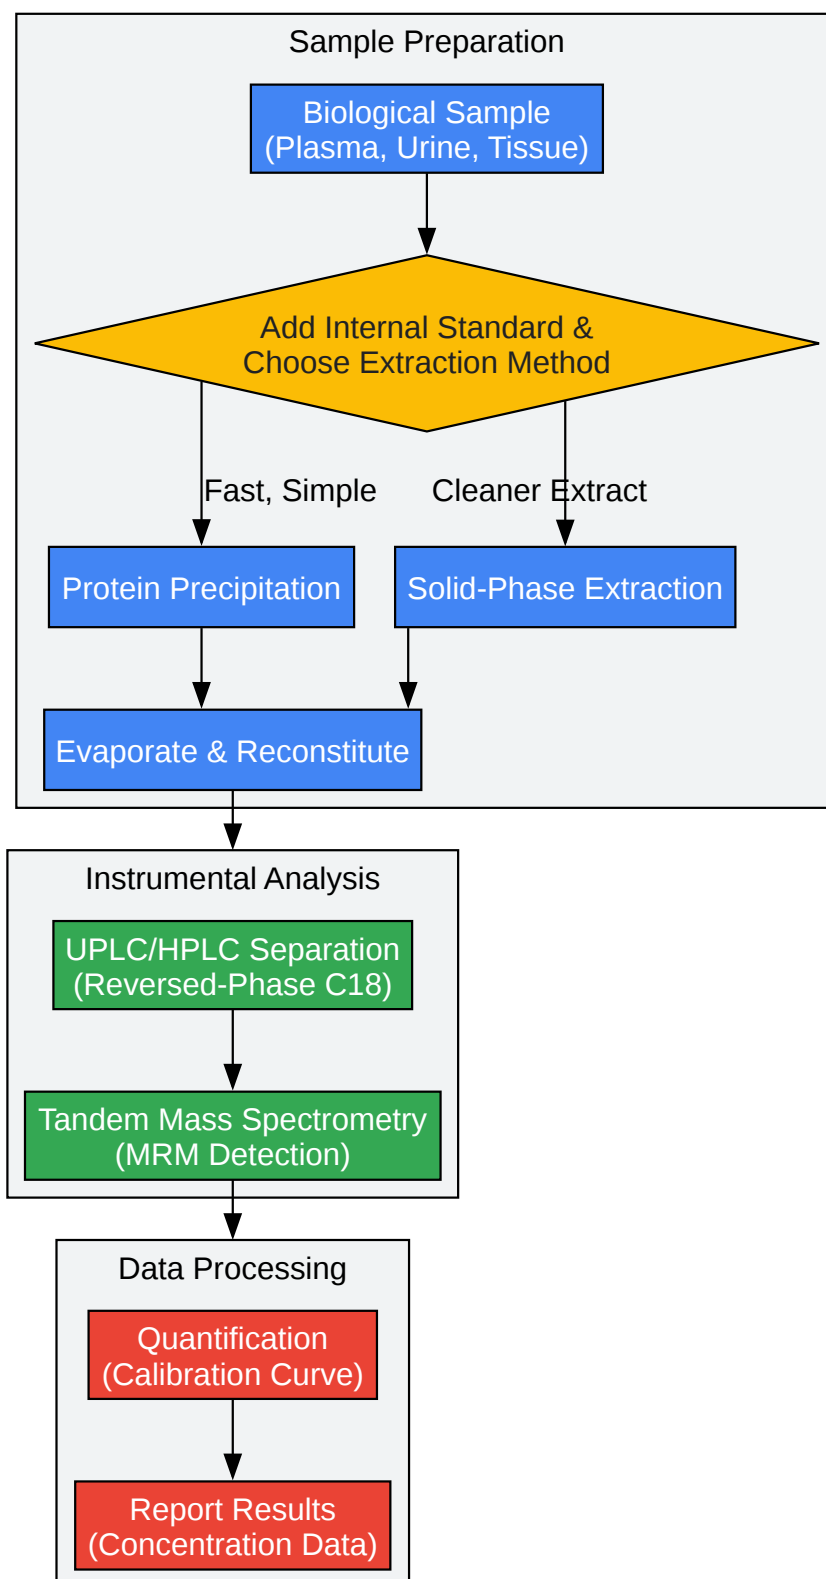 Sample Preparation
Biological Sample
(Plasma, Urine, Tissue)
Add Internal Standard &
Choose Extraction Method
Fast, Simple
Cleaner Extract
Protein Precipitation
Solid-Phase Extraction
Evaporate & Reconstitute
Instrumental Analysis
UPLC/HPLC Separation
(Reversed-Phase C18)
Tandem Mass Spectrometry
(MRM Detection)
Data Processing
Quantification
(Calibration Curve)
Report Results
(Concentration Data)